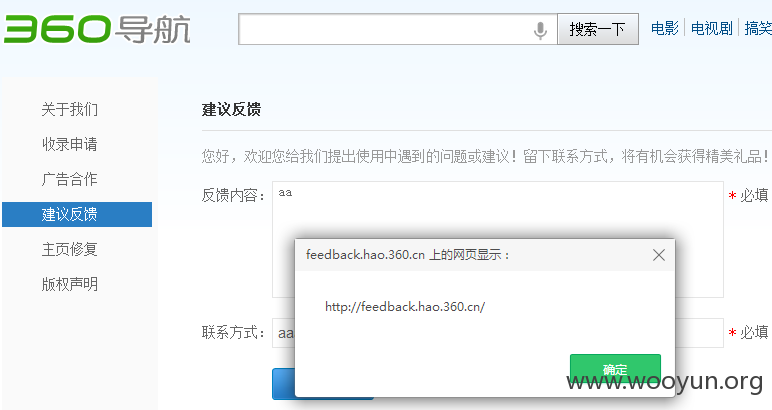 360导航
搜索一下
电影 电视剧 搞笑
关于我们
收录申请
广告合作
建议反馈
主页修复
版权声明
建议反馈
您好，欢迎您给我们提出使用中遇到的问题或建议！留下联系方式，将有机会获得精美礼品！
反馈内容： aa * 必填
feedback.hao.360.cn 上的网页显示：
http://feedback.hao.360.cn/
联系方式： aa * 必填
确定
www.wooyun.org